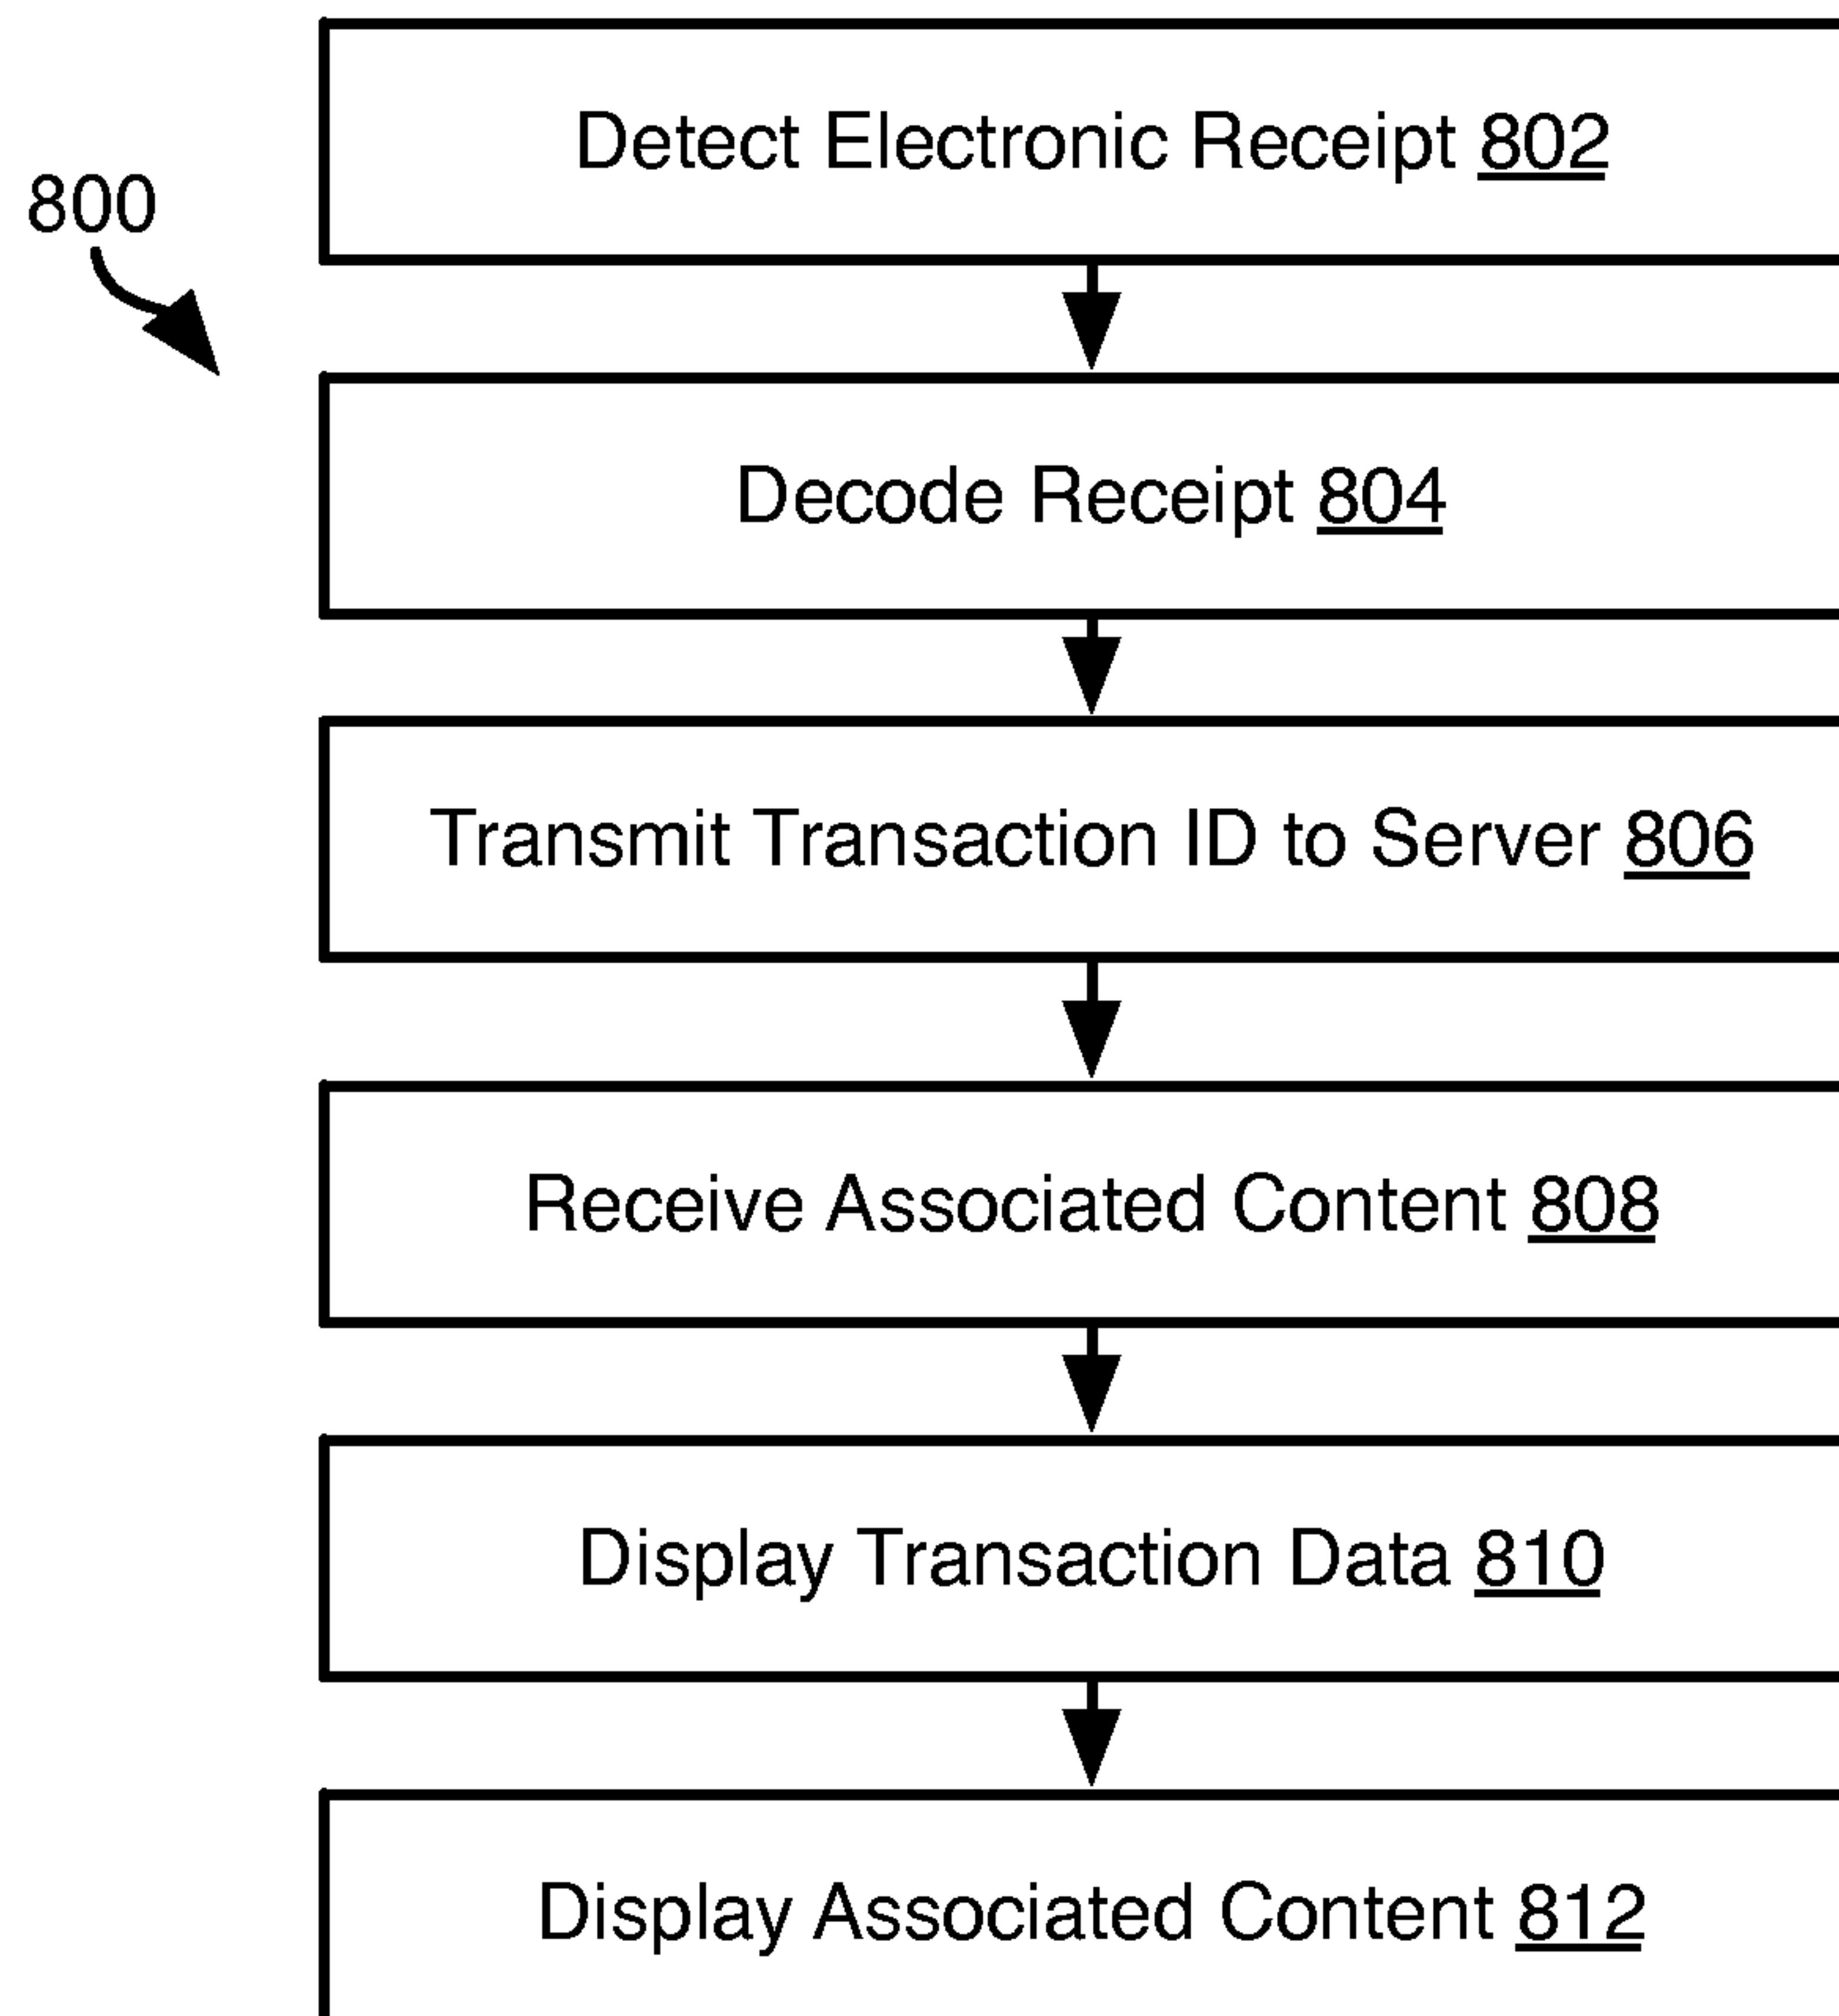 Detect Electronic Receipt 802
800
Decode Receipt 804
Transmit Transaction ID to Server 806
Receive Associated Content 808
Display Transaction Data 810
Display Associated Content 812